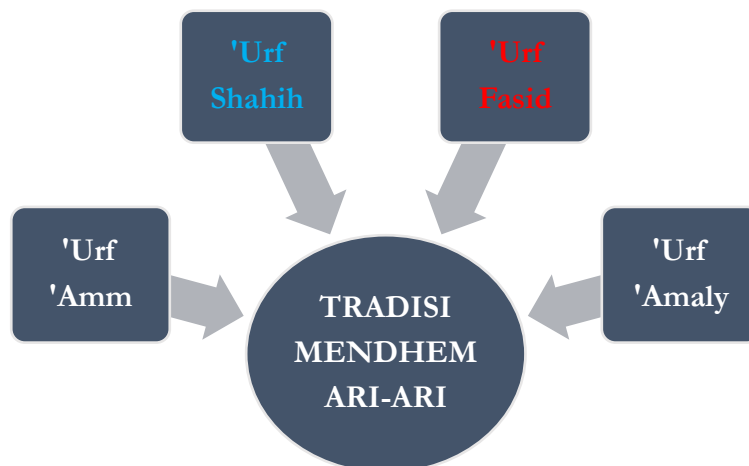 'Urf
Shahih
'Urf
Fasid
'Urf
'Amm
'Urf
'Amaly
TRADISI
MENDHEM
ARI-ARI